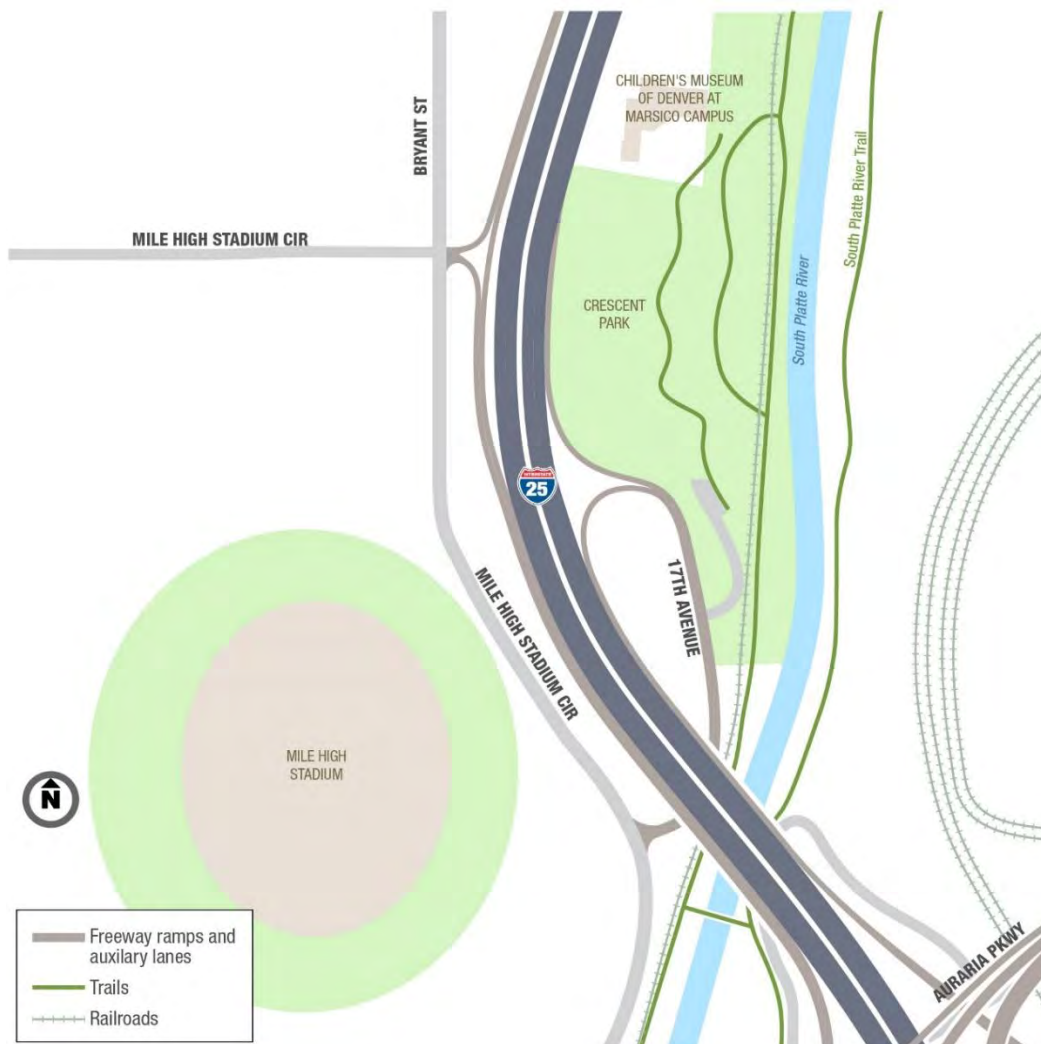 CHILDREN'S MUSEUM
OF DENVER AT
MARSICO CAMPUS
BRYANT ST
South Platte River Trail
MILE HIGH STADIUM CIR
South Platte River
CRESCENT
PARK
INTERSTATE
25
17TH AVENUE
MILE HIGH STADIUM CIR
MILE HIGH
STADIUM
N
AURARIA PKWY
Freeway ramps and
auxilary lanes
Trails
Railroads